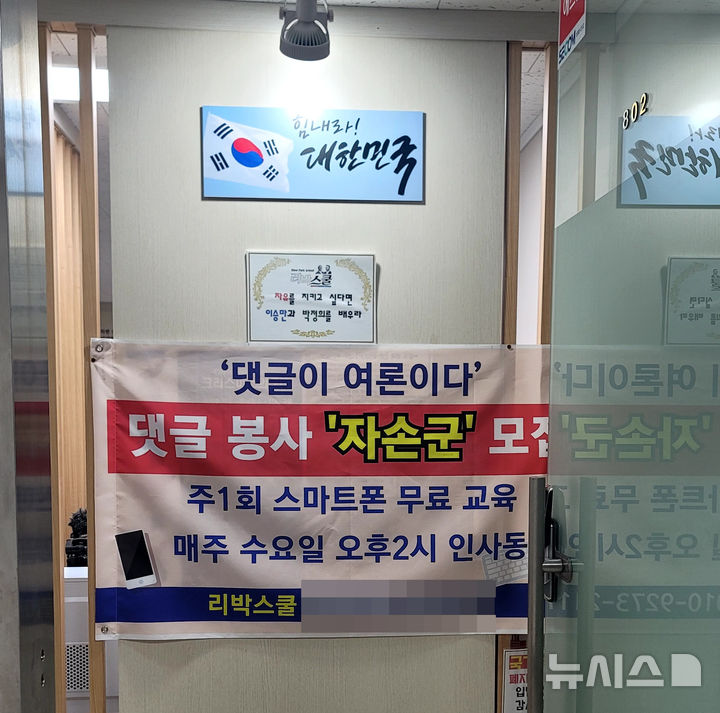 힘내라!
대한민국
802
리박스쿨
자유를 지키고 싶다면
이승만과 박정희를 배우라
‘댓글이 여론이다’
댓글 봉사 '자손군' 모집
주1회 스마트폰 무료 교육
매주 수요일 오후2시 인사동
리박스쿨
뉴시스